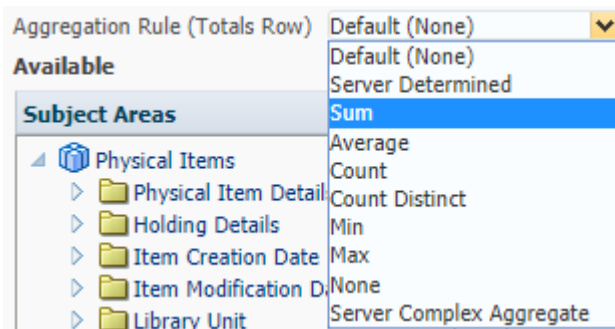 Aggregation Rule (Totals Row) Default (None)
Default (None)
Available
Server Determined
Subject Areas
Sum
Average
Physical Items
Count
Physical Item Detail
Count Distinct
Holding Details
Min
Item Creation Date
Max
Item Modification Da
None
Library Unit
Server Complex Aggregate